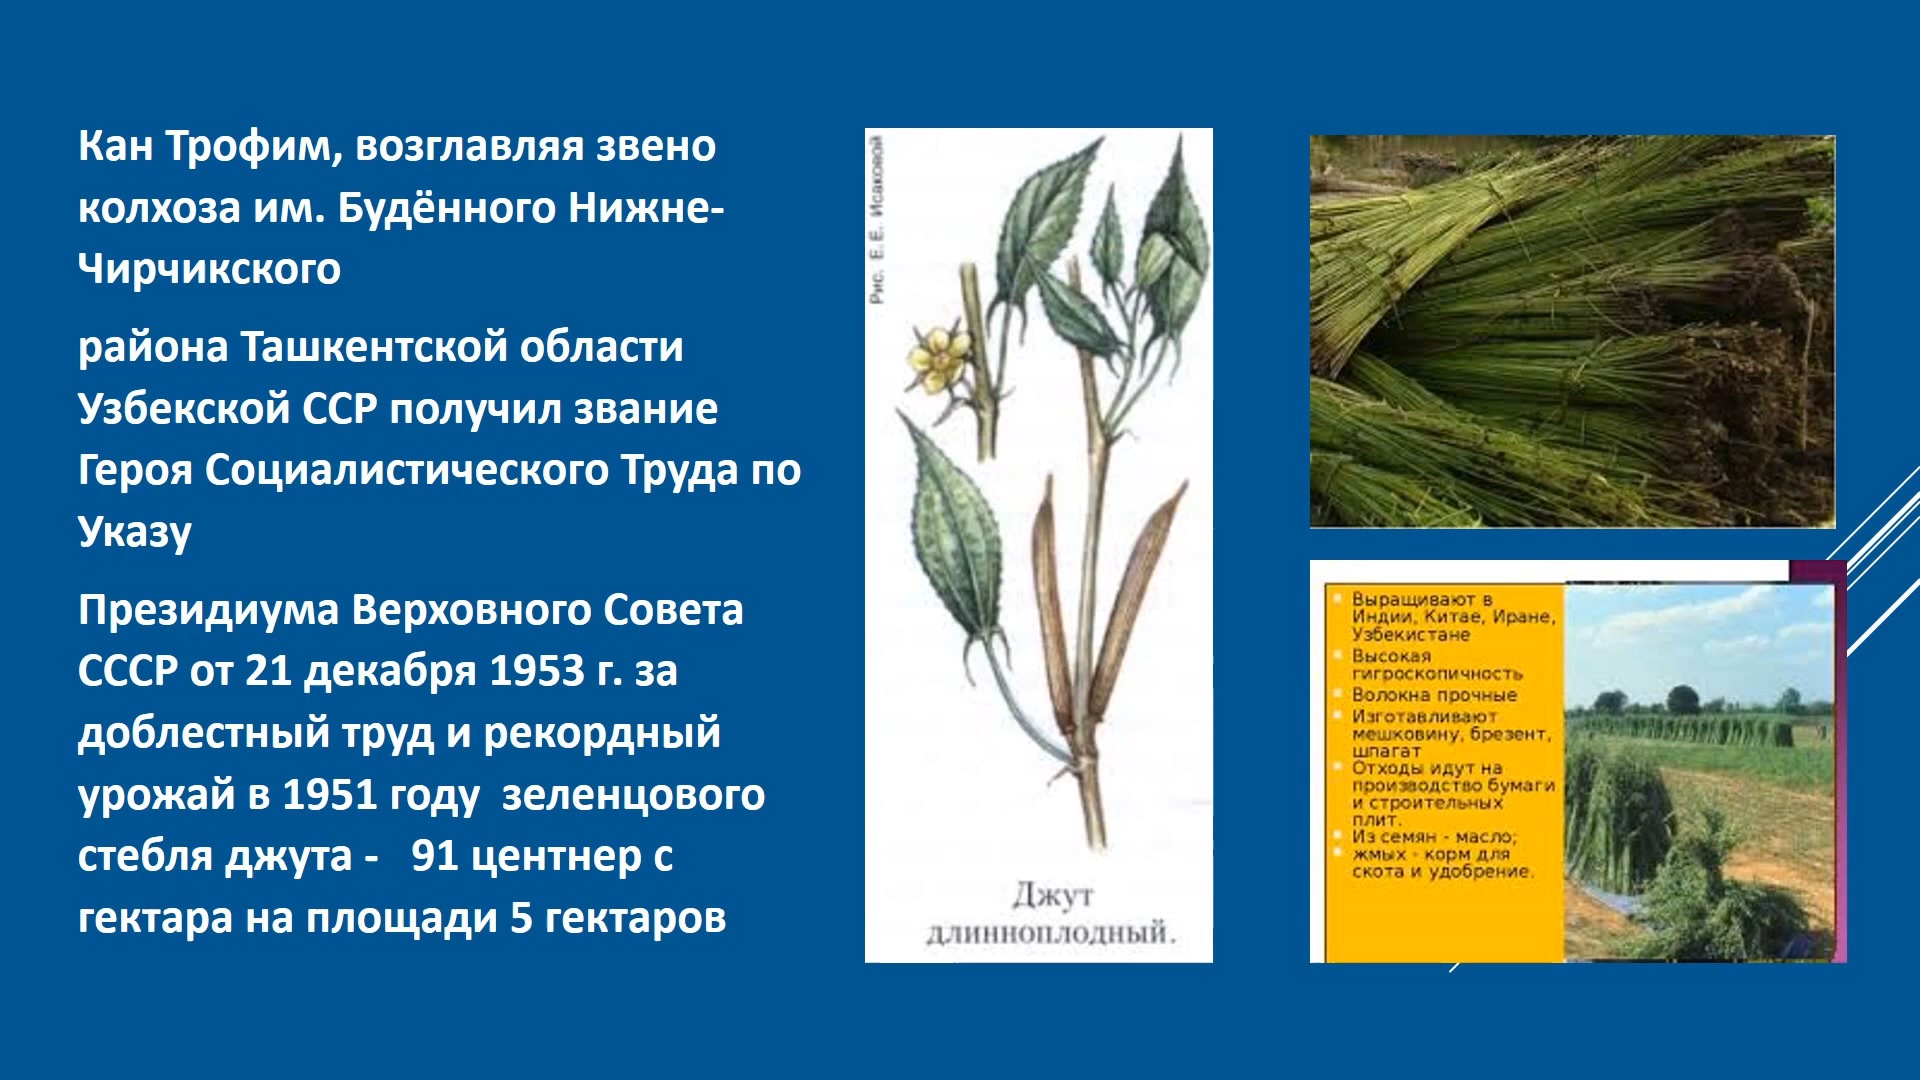 Кан Трофим, возглавляя звено
колхоза им. Будённого Нижне-
Чирчикского
района Ташкентской области
Узбекской ССР получил звание
Героя Социалистического Труда по
Указу
Президиума Верховного Совета
СССР от 21 декабря 1953 г. за
доблестный труд и рекордный
урожай в 1951 году  зеленцового
стебля джута -   91 центнер с
гектара на площади 5 гектаров
Рис. Е. Е. Исаковой
Джут
длинноплодный.
Выращивают в
Индии, Китае, Иране,
Узбекистане
Высокая
гигроскопичность
Волокна прочные
Изготавливают
мешковину, брезент,
шпагат
Отходы идут на
производство бумаги
и строительных
плит.
Из семян - масло;
жмых - корм для
скота и удобрение.